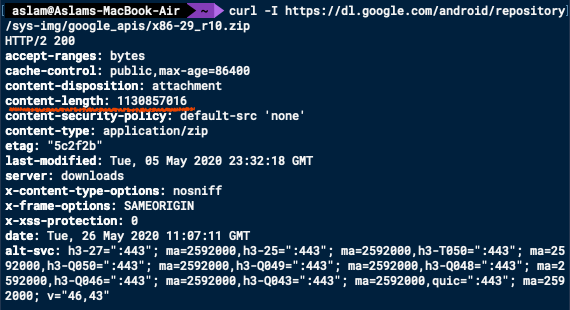 aslam@Aslams-MacBook-Air ~ curl -I https://dl.google.com/android/repository
/sys-img/google_apis/x86-29_r10.zip
HTTP/2 200
accept-ranges: bytes
cache-control: public,max-age=86400
content-disposition: attachment
content-length: 1130857016
content-security-policy: default-src 'none'
content-type: application/zip
etag: "5c2f2b"
last-modified: Tue, 05 May 2020 23:32:18 GMT
server: downloads
x-content-type-options: nosniff
x-frame-options: SAMEORIGIN
x-xss-protection: 0
date: Tue, 26 May 2020 11:07:11 GMT
alt-svc: h3-27=":443"; ma=2592000,h3-25=":443"; ma=2592000,h3-T050=":443"; ma=25
92000,h3-Q050=":443"; ma=2592000,h3-Q049=":443"; ma=2592000,h3-Q048=":443"; ma=2
592000,h3-Q046=":443"; ma=2592000,h3-Q043=":443"; ma=2592000,quic=":443"; ma=259
2000; v="46,43"